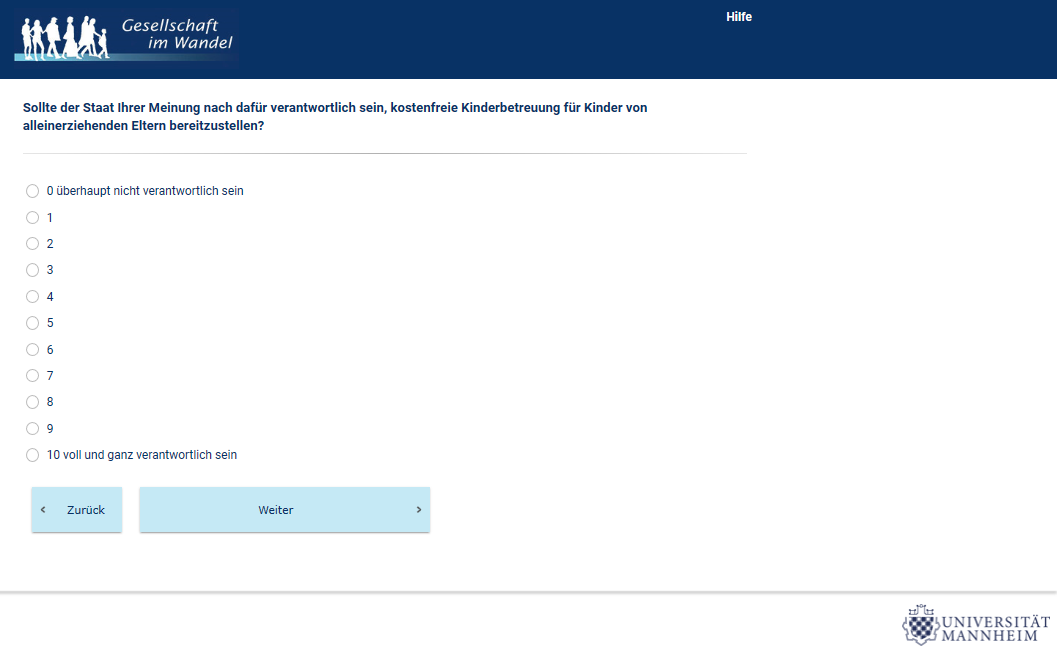 Gesellschaft
im Wandel
Hilfe
Sollte der Staat Ihrer Meinung nach dafür verantwortlich sein, kostenfreie Kinderbetreuung für Kinder von
alleinerziehenden Eltern bereitzustellen?
0 überhaupt nicht verantwortlich sein
1
2
3
4
5
6
7
8
9
10 voll und ganz verantwortlich sein
Zurück
Weiter
UNIVERSITÄT
MANNHEIM